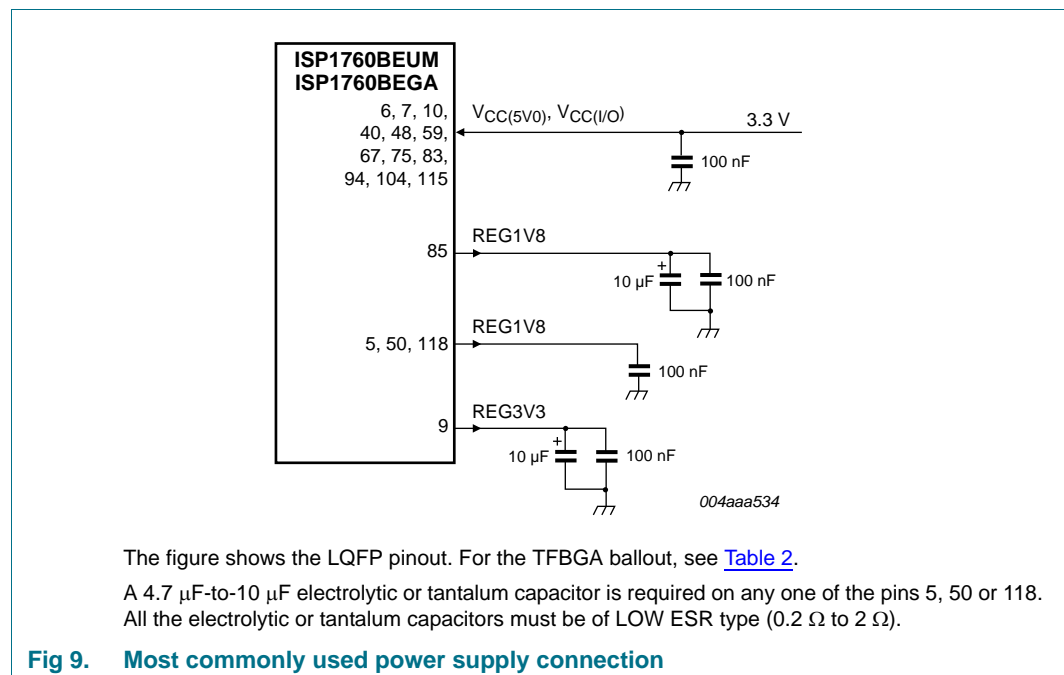 ISP1760BEUM
ISP1760BEGA
6, 7, 10,
40, 48, 59,
67, 75, 83,
94, 104, 115
VCC(5V0), VCC(I/O)
3.3 V
100 nF
85
REG1V8
+
10 µF
100 nF
5, 50, 118
REG1V8
100 nF
9
REG3V3
+
10 µF
100 nF
004aaa534
The figure shows the LQFP pinout. For the TFBGA ballout, see Table 2.
A 4.7 µF-to-10 µF electrolytic or tantalum capacitor is required on any one of the pins 5, 50 or 118.
All the electrolytic or tantalum capacitors must be of LOW ESR type (0.2 Ω to 2 Ω).
Fig 9. Most commonly used power supply connection